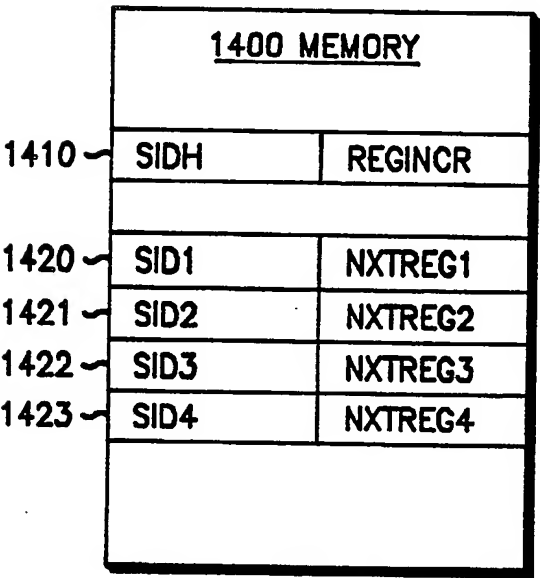 1400 MEMORY
1410 SIDH REGINCR
1420 SID1 NXTREG1
1421 SID2 NXTREG2
1422 SID3 NXTREG3
1423 SID4 NXTREG4